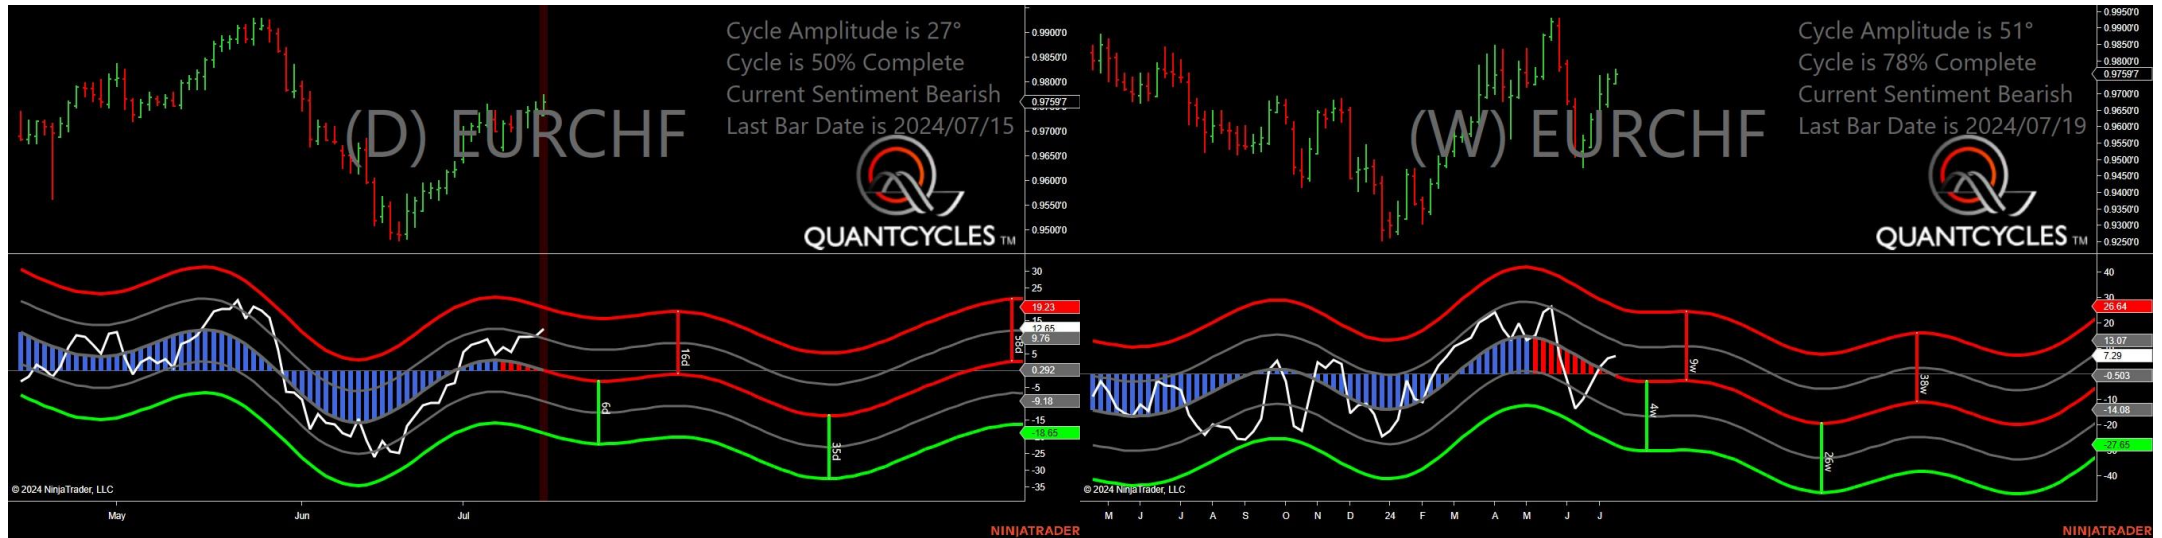 Cycle Amplitude is 27°
Cycle is 50% Complete
Current Sentiment Bearish
Last Bar Date is 2024/07/15
(D) EURCHF
QUANTCYCLES TM
0.9900'0
0.9850'0
0.9800'0
0.9759'7
0.9700'0
0.9650'0
0.9600'0
0.9550'0
0.9500'0
30
25
19.23
15
12.65
9.76
5
0.292
-5
-9.18
-15
-18.65
-25
-30
-35
6d
16d
35d
58d
© 2024 NinjaTrader, LLC
May
Jun
Jul
NINJATRADER
Cycle Amplitude is 51°
Cycle is 78% Complete
Current Sentiment Bearish
Last Bar Date is 2024/07/19
(W) EURCHF
QUANTCYCLES TM
0.9950'0
0.9900'0
0.9850'0
0.9800'0
0.9759'7
0.9700'0
0.9650'0
0.9600'0
0.9550'0
0.9500'0
0.9450'0
0.9400'0
0.9350'0
0.9300'0
0.9250'0
40
30
26.64
20
13.07
7.29
-0.503
-10
-14.08
-20
-27.65
-40
4w
9w
26w
38w
© 2024 NinjaTrader, LLC
M
J
J
A
S
O
N
D
24
F
M
A
M
J
J
NINJATRADER